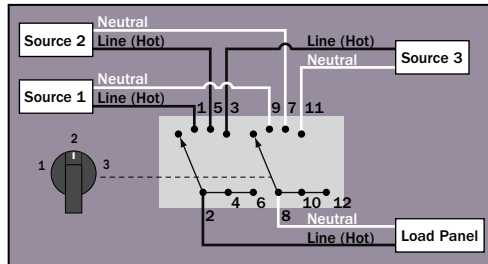 Neutral
Source 2
Line (Hot)
Line (Hot)
Neutral
Source 3
Neutral
Source 1
Line (Hot)
1 5 3 9 7 11
2
1 3
2 4 6 8 10 12
Neutral
Line (Hot)
Load Panel